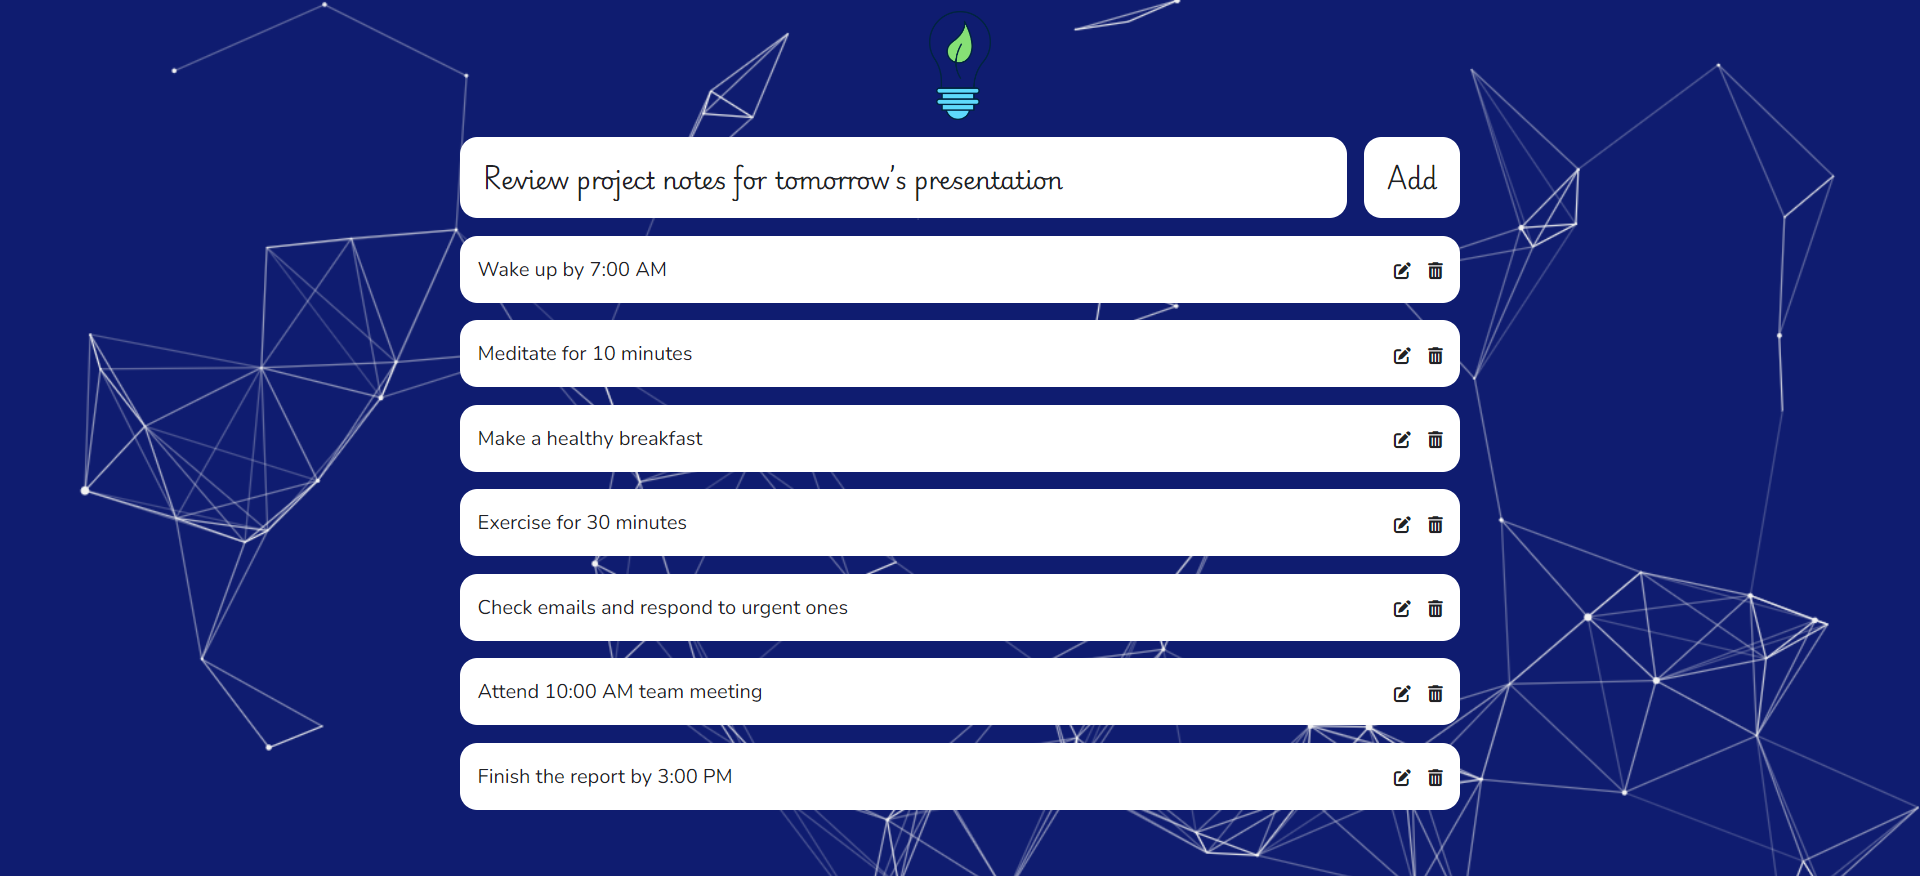 Review project notes for tomorrow's presentation
Add
Wake up by 7:00 AM
Meditate for 10 minutes
Make a healthy breakfast
Exercise for 30 minutes
Check emails and respond to urgent ones
Attend 10:00 AM team meeting
Finish the report by 3:00 PM